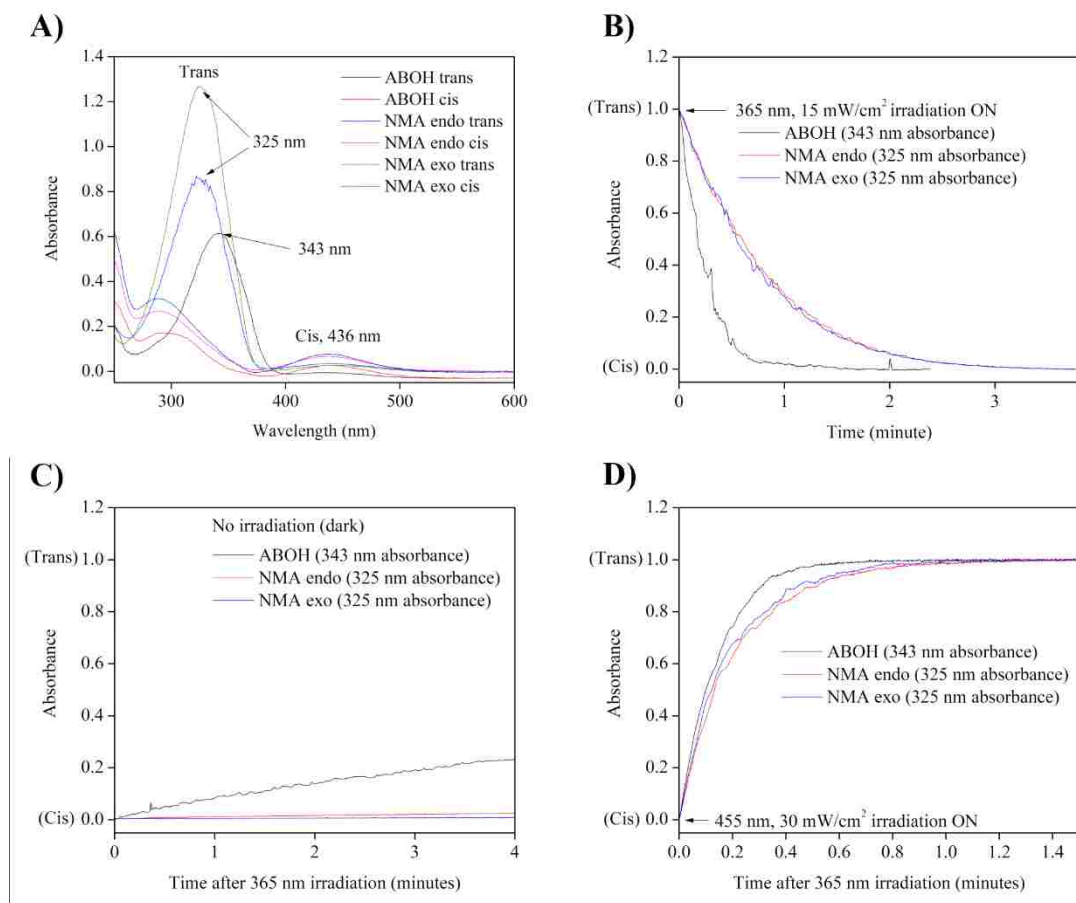 A)
1.4
1.2
1.0
0.8
0.6
0.4
0.2
0.0
Absorbance
Trans
325 nm
343 nm
Cis, 436 nm
ABOH trans
ABOH cis
NMA endo trans
NMA endo cis
NMA exo trans
NMA exo cis
300
400
500
600
Wavelength (nm)
B)
1.2
(Trans) 1.0
0.8
0.6
0.4
0.2
(Cis) 0.0
Absorbance
365 nm, 15 mW/cm² irradiation ON
ABOH (343 nm absorbance)
NMA endo (325 nm absorbance)
NMA exo (325 nm absorbance)
0
1
2
3
Time (minute)
C)
1.2
(Trans) 1.0
0.8
0.6
0.4
0.2
(Cis) 0.0
Absorbance
No irradiation (dark)
ABOH (343 nm absorbance)
NMA endo (325 nm absorbance)
NMA exo (325 nm absorbance)
0
1
2
3
4
Time after 365 nm irradiation (minutes)
D)
1.2
(Trans) 1.0
0.8
0.6
0.4
0.2
(Cis) 0.0
Absorbance
ABOH (343 nm absorbance)
NMA endo (325 nm absorbance)
NMA exo (325 nm absorbance)
455 nm, 30 mW/cm² irradiation ON
0.0
0.2
0.4
0.6
0.8
1.0
1.2
1.4
Time after 365 nm irradiation (minutes)